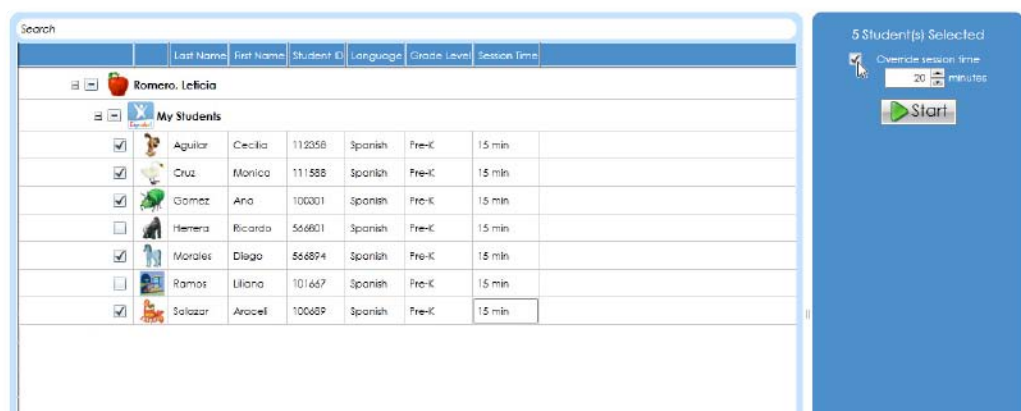 Search
5 Student(s) Selected
Last Name First Name Student ID Language Grade Level Session Time
Override session time
20 minutes
Romero, Leticia
Start
My Students
Aguilar Cecilia 112358 Spanish Pre-K 15 min
Cruz Monica 111588 Spanish Pre-K 15 min
Gomez Ana 100301 Spanish Pre-K 15 min
Herrera Ricardo 566801 Spanish Pre-K 15 min
Morales Diego 566894 Spanish Pre-K 15 min
Ramos Liliana 101667 Spanish Pre-K 15 min
Salazar Araceli 100689 Spanish Pre-K 15 min